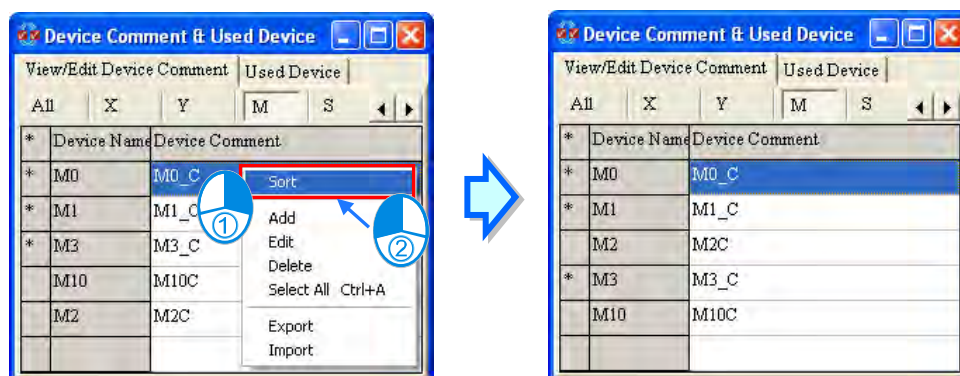 Device Comment & Used Device
View/Edit Device Comment Used Device
All X Y M S
* Device Name Device Comment
* M0 M0_C
* M1 M1_C
* M3 M3_C
M10 M10C
M2 M2C
Sort
Add
Edit
Delete
Select All Ctrl+A
Export
Import
1
2
Device Comment & Used Device
View/Edit Device Comment Used Device
All X Y M S
* Device Name Device Comment
* M0 M0_C
* M1 M1_C
M2 M2C
* M3 M3_C
M10 M10C